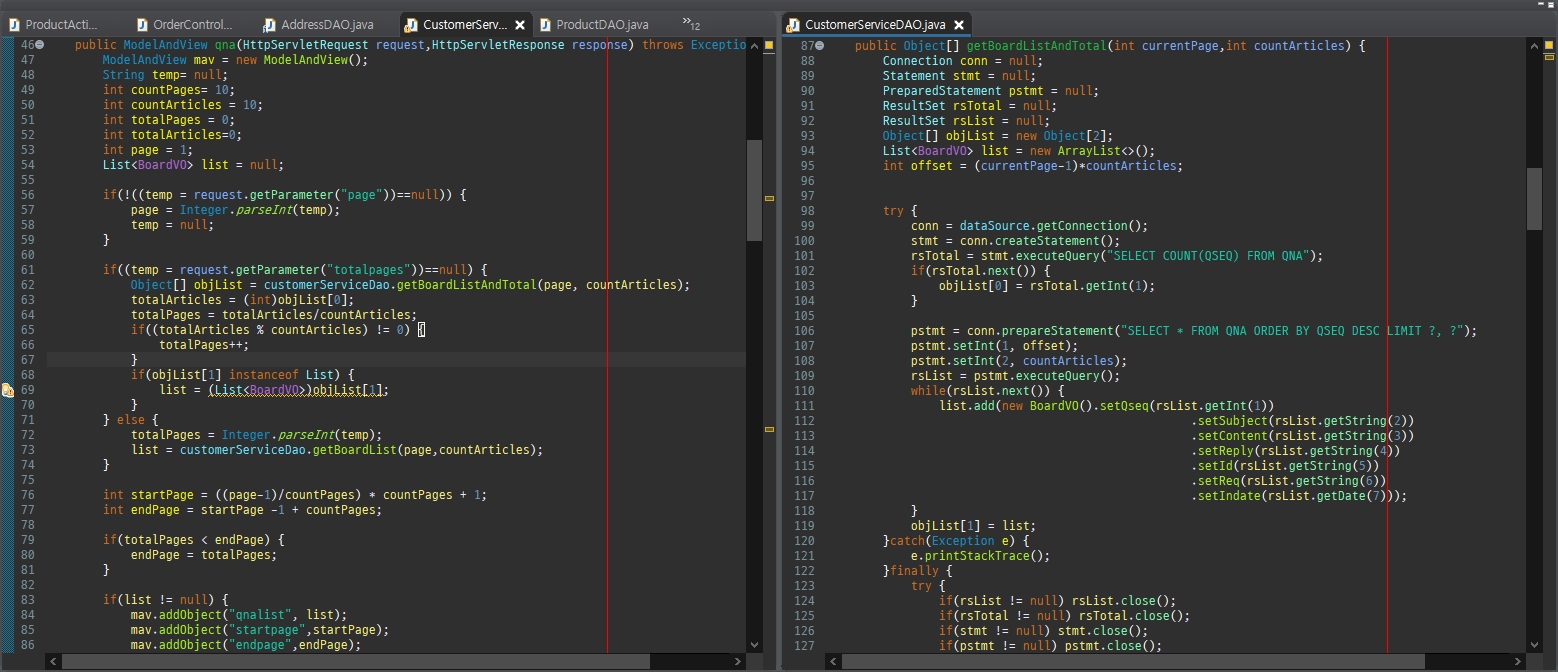 ProductActi... OrderControl... AddressDAO.java CustomerServ... ProductDAO.java »12
46 public ModelAndView qna(HttpServletRequest request,HttpServletResponse response) throws Exceptio
47 ModelAndView mav = new ModelAndView();
48 String temp= null;
49 int countPages= 10;
50 int countArticles = 10;
51 int totalPages = 0;
52 int totalArticles=0;
53 int page = 1;
54 List<BoardVO> list = null;
55
56 if(!((temp = request.getParameter("page"))==null)) {
57 page = Integer.parseInt(temp);
58 temp = null;
59 }
60
61 if((temp = request.getParameter("totalpages"))==null) {
62 Object[] objList = customerServiceDao.getBoardListAndTotal(page, countArticles);
63 totalArticles = (int)objList[0];
64 totalPages = totalArticles/countArticles;
65 if((totalArticles % countArticles) != 0) {
66 totalPages++;
67 }
68 if(objList[1] instanceof List) {
69 list = (List<BoardVO>)objList[1];
70 }
71 } else {
72 totalPages = Integer.parseInt(temp);
73 list = customerServiceDao.getBoardList(page,countArticles);
74 }
75
76 int startPage = ((page-1)/countPages) * countPages + 1;
77 int endPage = startPage -1 + countPages;
78
79 if(totalPages < endPage) {
80 endPage = totalPages;
81 }
82
83 if(list != null) {
84 mav.addObject("qnalist", list);
85 mav.addObject("startpage",startPage);
86 mav.addObject("endpage",endPage);
CustomerServiceDAO.java
87 public Object[] getBoardListAndTotal(int currentPage,int countArticles) {
88 Connection conn = null;
89 Statement stmt = null;
90 PreparedStatement pstmt = null;
91 ResultSet rsTotal = null;
92 ResultSet rsList = null;
93 Object[] objList = new Object[2];
94 List<BoardVO> list = new ArrayList<>();
95 int offset = (currentPage-1)*countArticles;
96
97
98 try {
99 conn = dataSource.getConnection();
100 stmt = conn.createStatement();
101 rsTotal = stmt.executeQuery("SELECT COUNT(QSEQ) FROM QNA");
102 if(rsTotal.next()) {
103 objList[0] = rsTotal.getInt(1);
104 }
105
106 pstmt = conn.prepareStatement("SELECT * FROM QNA ORDER BY QSEQ DESC LIMIT ?, ?");
107 pstmt.setInt(1, offset);
108 pstmt.setInt(2, countArticles);
109 rsList = pstmt.executeQuery();
110 while(rsList.next()) {
111 list.add(new BoardVO().setQseq(rsList.getInt(1))
112 .setSubject(rsList.getString(2))
113 .setContent(rsList.getString(3))
114 .setReply(rsList.getString(4))
115 .setId(rsList.getString(5))
116 .setReq(rsList.getString(6))
117 .setIndate(rsList.getDate(7)));
118 }
119 objList[1] = list;
120 }catch(Exception e) {
121 e.printStackTrace();
122 }finally {
123 try {
124 if(rsList != null) rsList.close();
125 if(rsTotal != null) rsTotal.close();
126 if(stmt != null) stmt.close();
127 if(pstmt != null) pstmt.close();